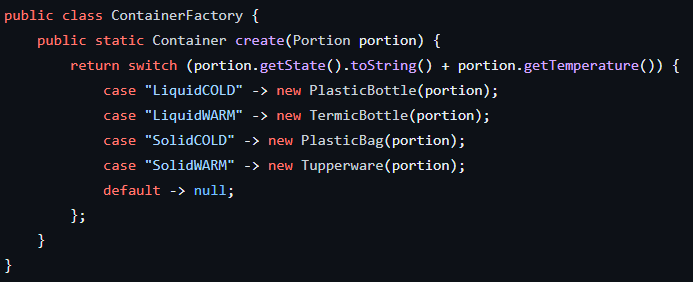 public class ContainerFactory {
    public static Container create(Portion portion) {
        return switch (portion.getState().toString() + portion.getTemperature()) {
            case "LiquidCOLD" -> new PlasticBottle(portion);
            case "LiquidWARM" -> new TermicBottle(portion);
            case "SolidCOLD" -> new PlasticBag(portion);
            case "SolidWARM" -> new Tupperware(portion);
            default -> null;
        };
    }
}